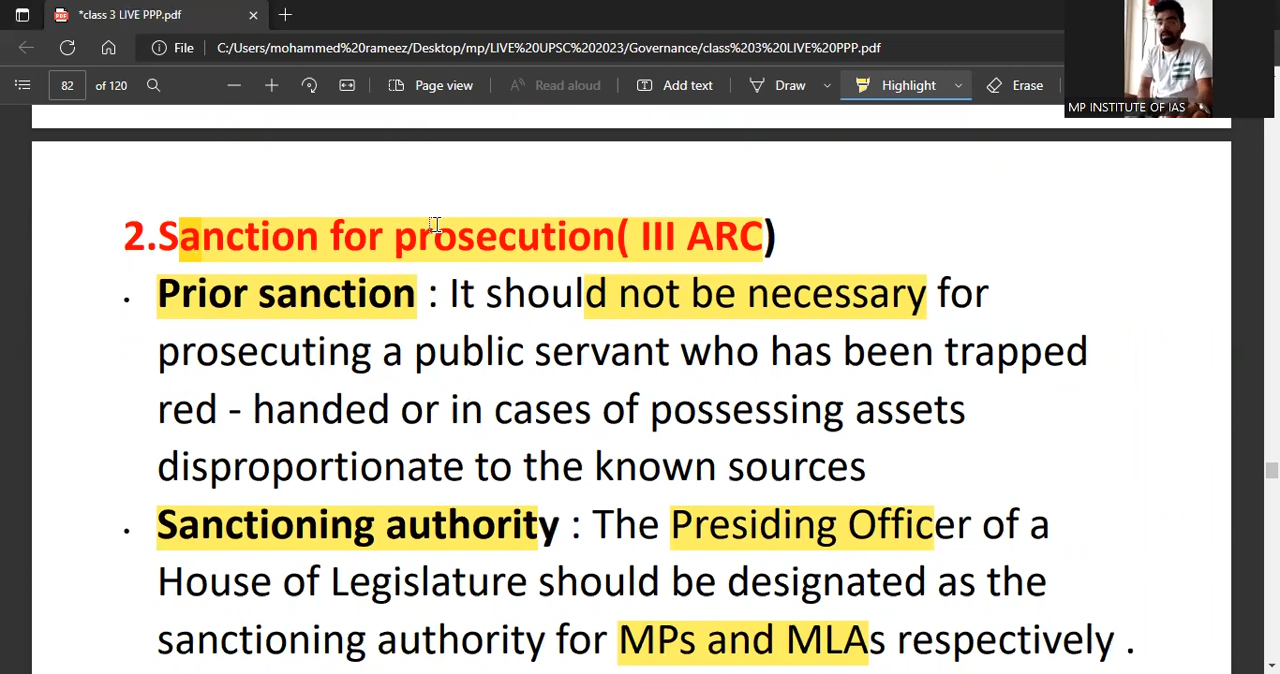 *class 3 LIVE PPP.pdf
File C:/Users/mohammed%20rameez/Desktop/mp/LIVE%20UPSC%202023/Governance/class%203%20LIVE%20PPP.pdf
82 of 120 Page view Read aloud Add text Draw Highlight Erase
MP INSTITUTE OF IAS
2.Sanction for prosecution( III ARC)
• Prior sanction : It should not be necessary for
prosecuting a public servant who has been trapped
red - handed or in cases of possessing assets
disproportionate to the known sources
• Sanctioning authority : The Presiding Officer of a
House of Legislature should be designated as the
sanctioning authority for MPs and MLAs respectively .